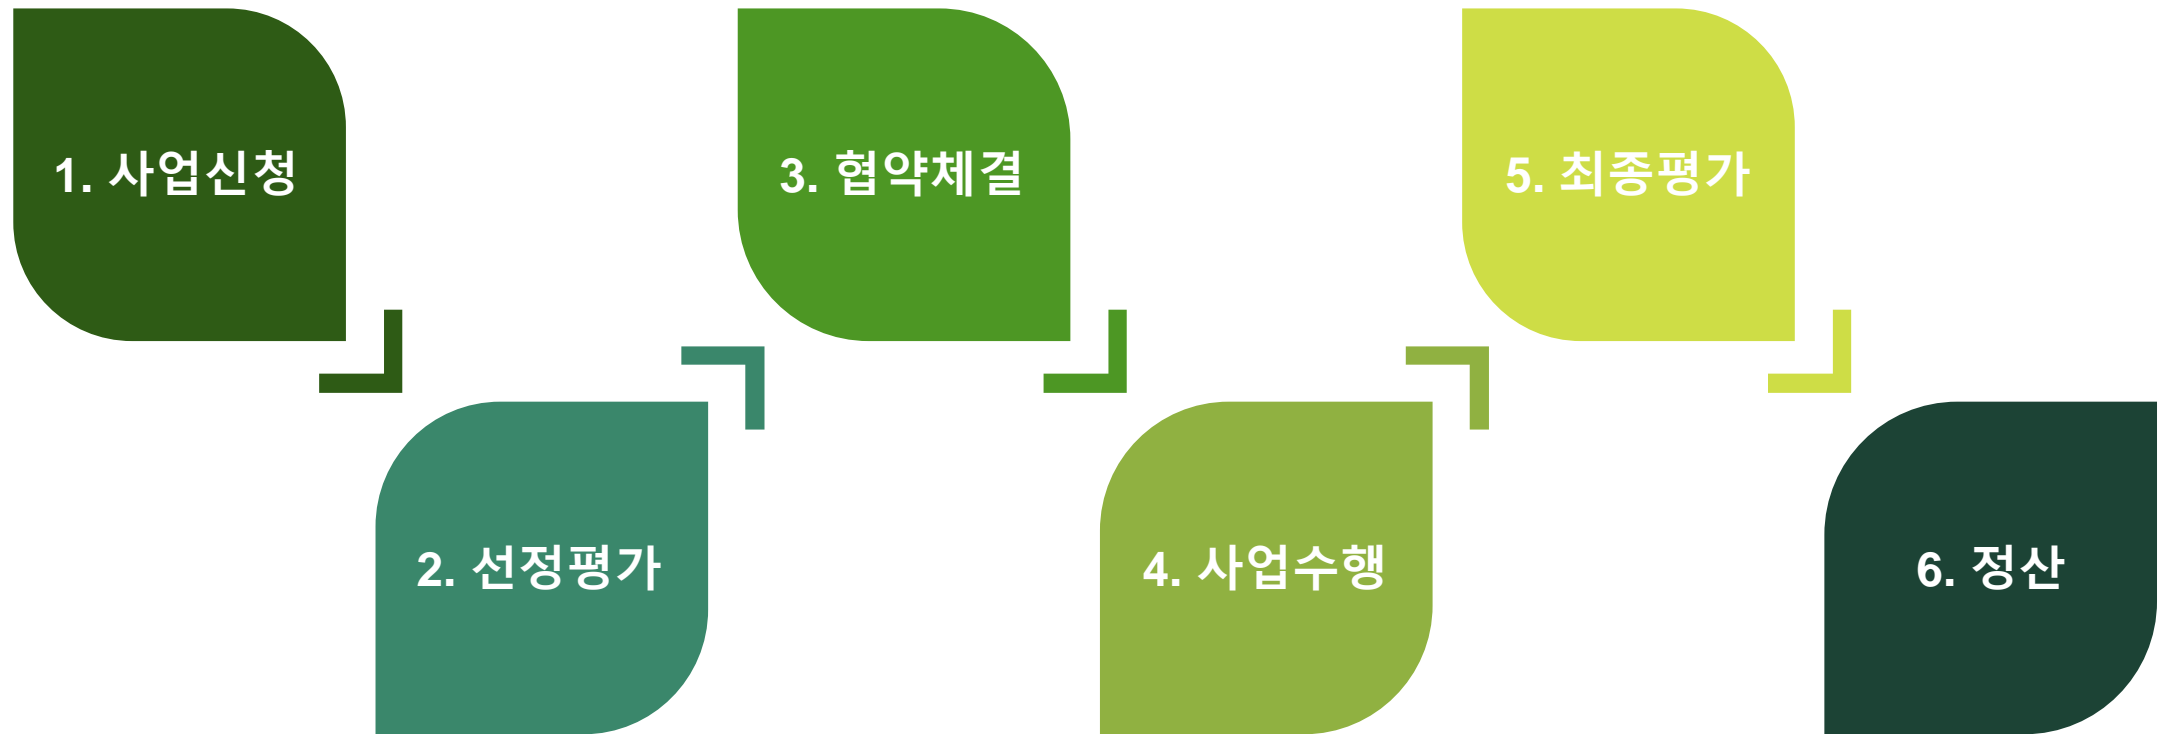 1. 사업신청
2. 선정평가
3. 협약체결
4. 사업수행
5. 최종평가
6. 정산